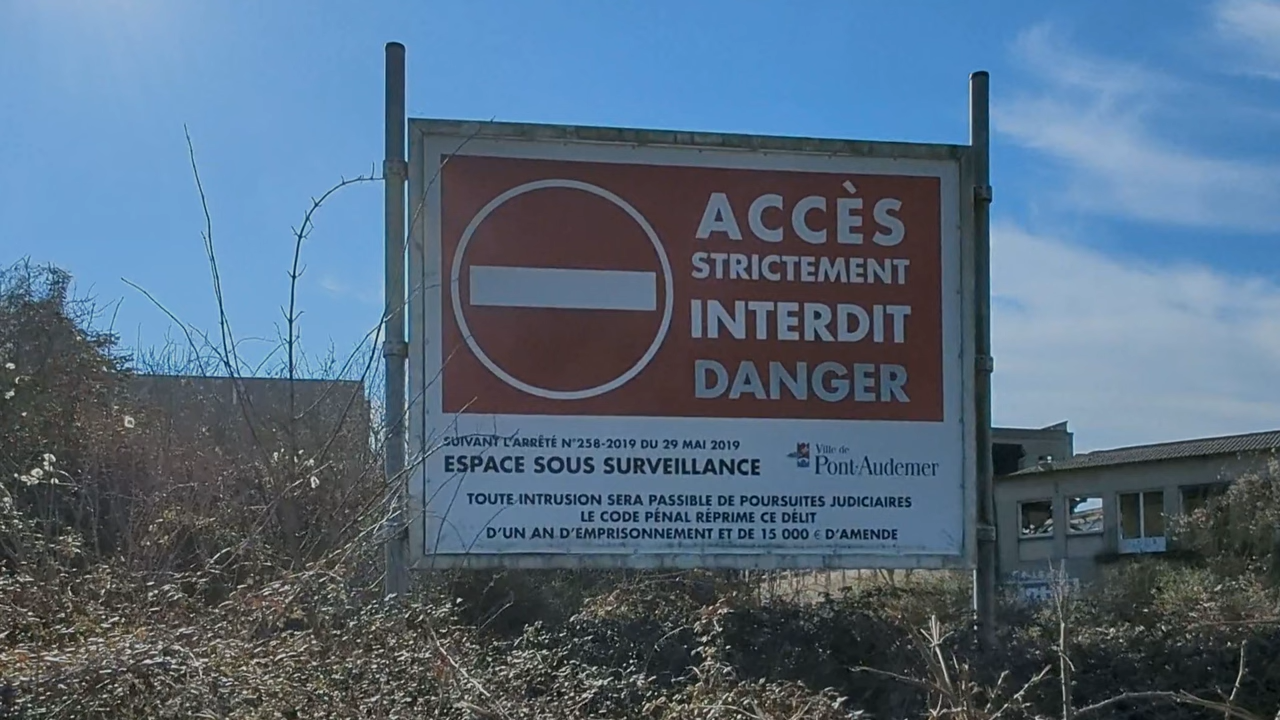 ACCÈS
STRICTEMENT
INTERDIT
DANGER
SUIVANT L'ARRÊTÉ N°258-2019 DU 29 MAI 2019
ESPACE SOUS SURVEILLANCE
Ville de
Pont-Audemer
TOUTE INTRUSION SERA PASSIBLE DE POURSUITES JUDICIAIRES
LE CODE PÉNAL RÉPRIME CE DÉLIT
D'UN AN D'EMPRISONNEMENT ET DE 15 000 € D'AMENDE